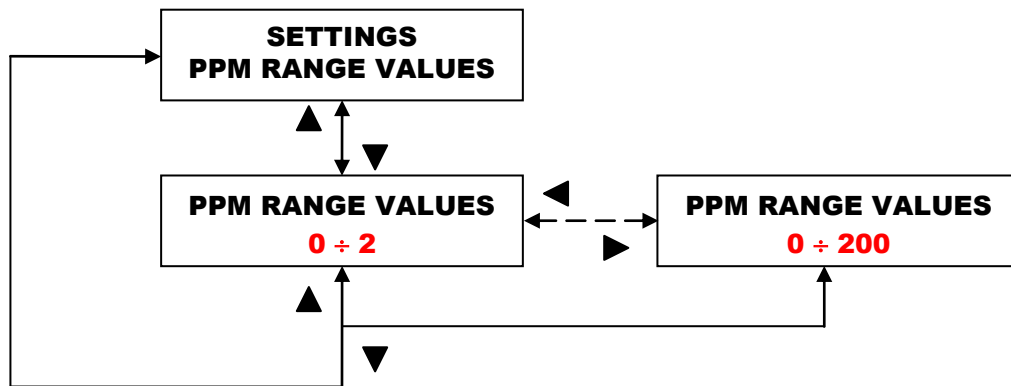 SETTINGS
PPM RANGE VALUES
PPM RANGE VALUES
0 ÷ 2
PPM RANGE VALUES
0 ÷ 200